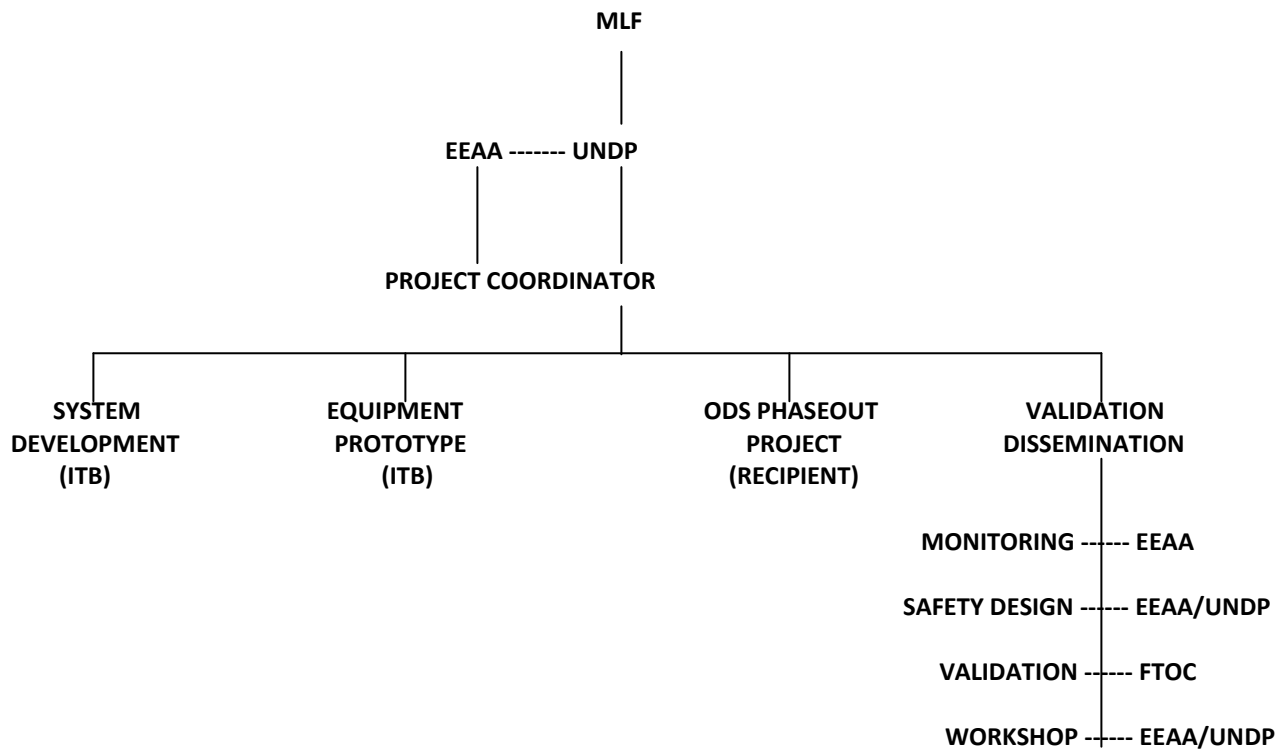 MLF
EEAA ------- UNDP
PROJECT COORDINATOR
SYSTEM
DEVELOPMENT
(ITB)
EQUIPMENT
PROTOTYPE
(ITB)
ODS PHASEOUT
PROJECT
(RECIPIENT)
VALIDATION
DISSEMINATION
MONITORING ------ EEAA
SAFETY DESIGN ------ EEAA/UNDP
VALIDATION ------ FTOC
WORKSHOP ------ EEAA/UNDP